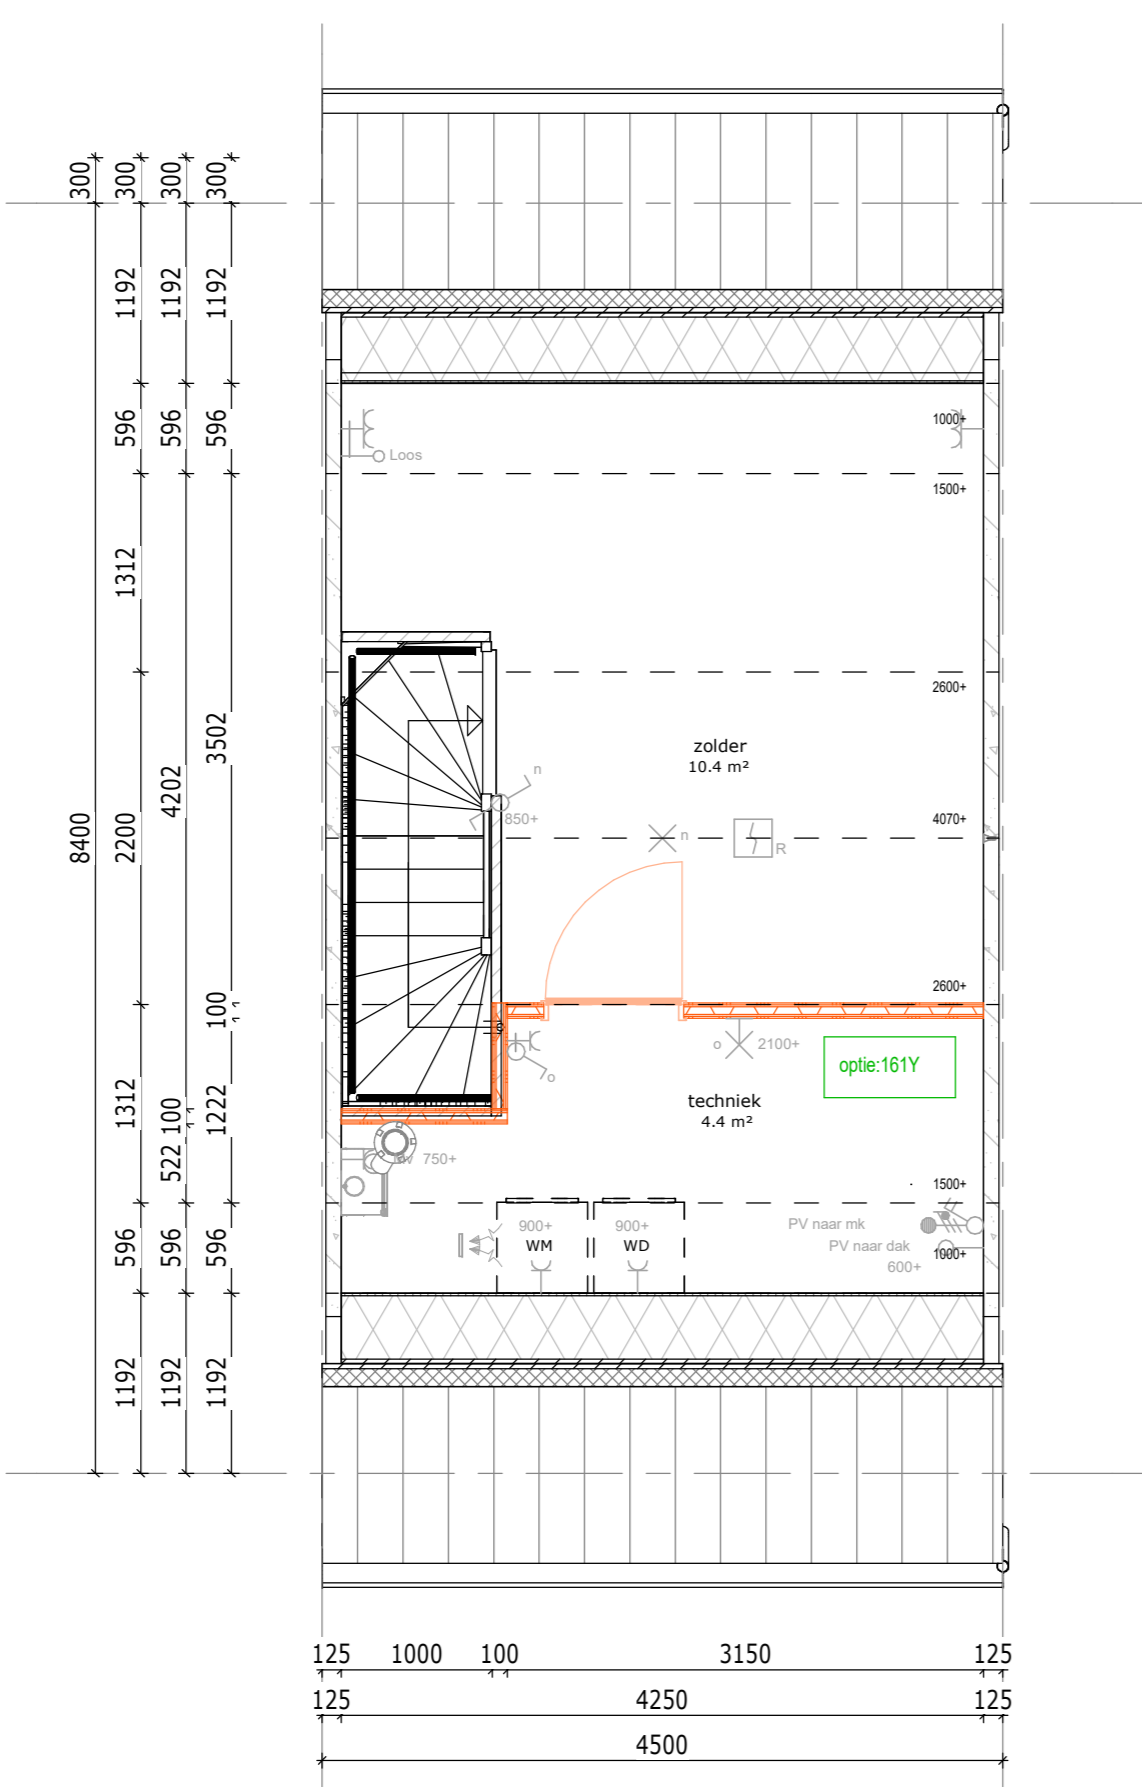 300 300 300 300
1192 1192 1192
596 596 596
1000+
Loos
1500+
1312
2600+
3502
zolder
10.4 m²
4202
n
850+
4070+
8400
2200
n
R
2600+
100
o
2100+
optie:161Y
o
1312
100
1222
techniek
4.4 m²
522
750+
1500+
596 596 596
900+
900+
WM
WD
PV naar mk
PV naar dak
1000+
600+
1192 1192 1192
125 1000 100 3150 125
125 4250 125
4500